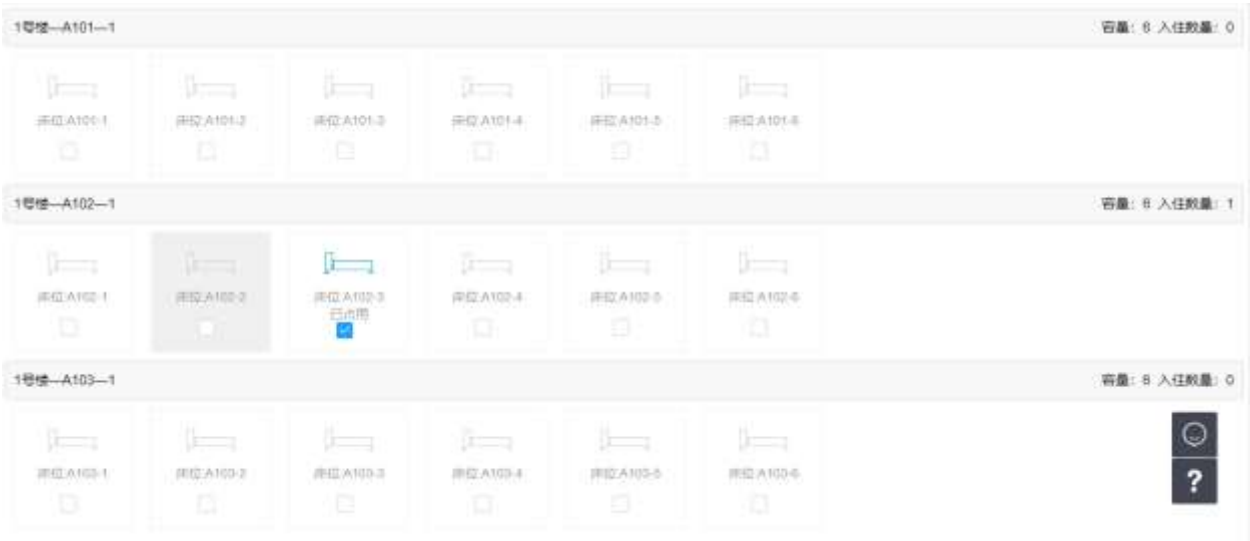 1号楼—A101—1 容量: 6 入住数量: 0
床位:A101-1 床位:A101-2 床位:A101-3 床位:A101-4 床位:A101-5 床位:A101-6
1号楼—A102—1 容量: 6 入住数量: 1
床位:A102-1 床位:A102-2 床位:A102-3 床位:A102-4 床位:A102-5 床位:A102-6
已占用
1号楼—A103—1 容量: 6 入住数量: 0
床位:A103-1 床位:A103-2 床位:A103-3 床位:A103-4 床位:A103-5 床位:A103-6
?